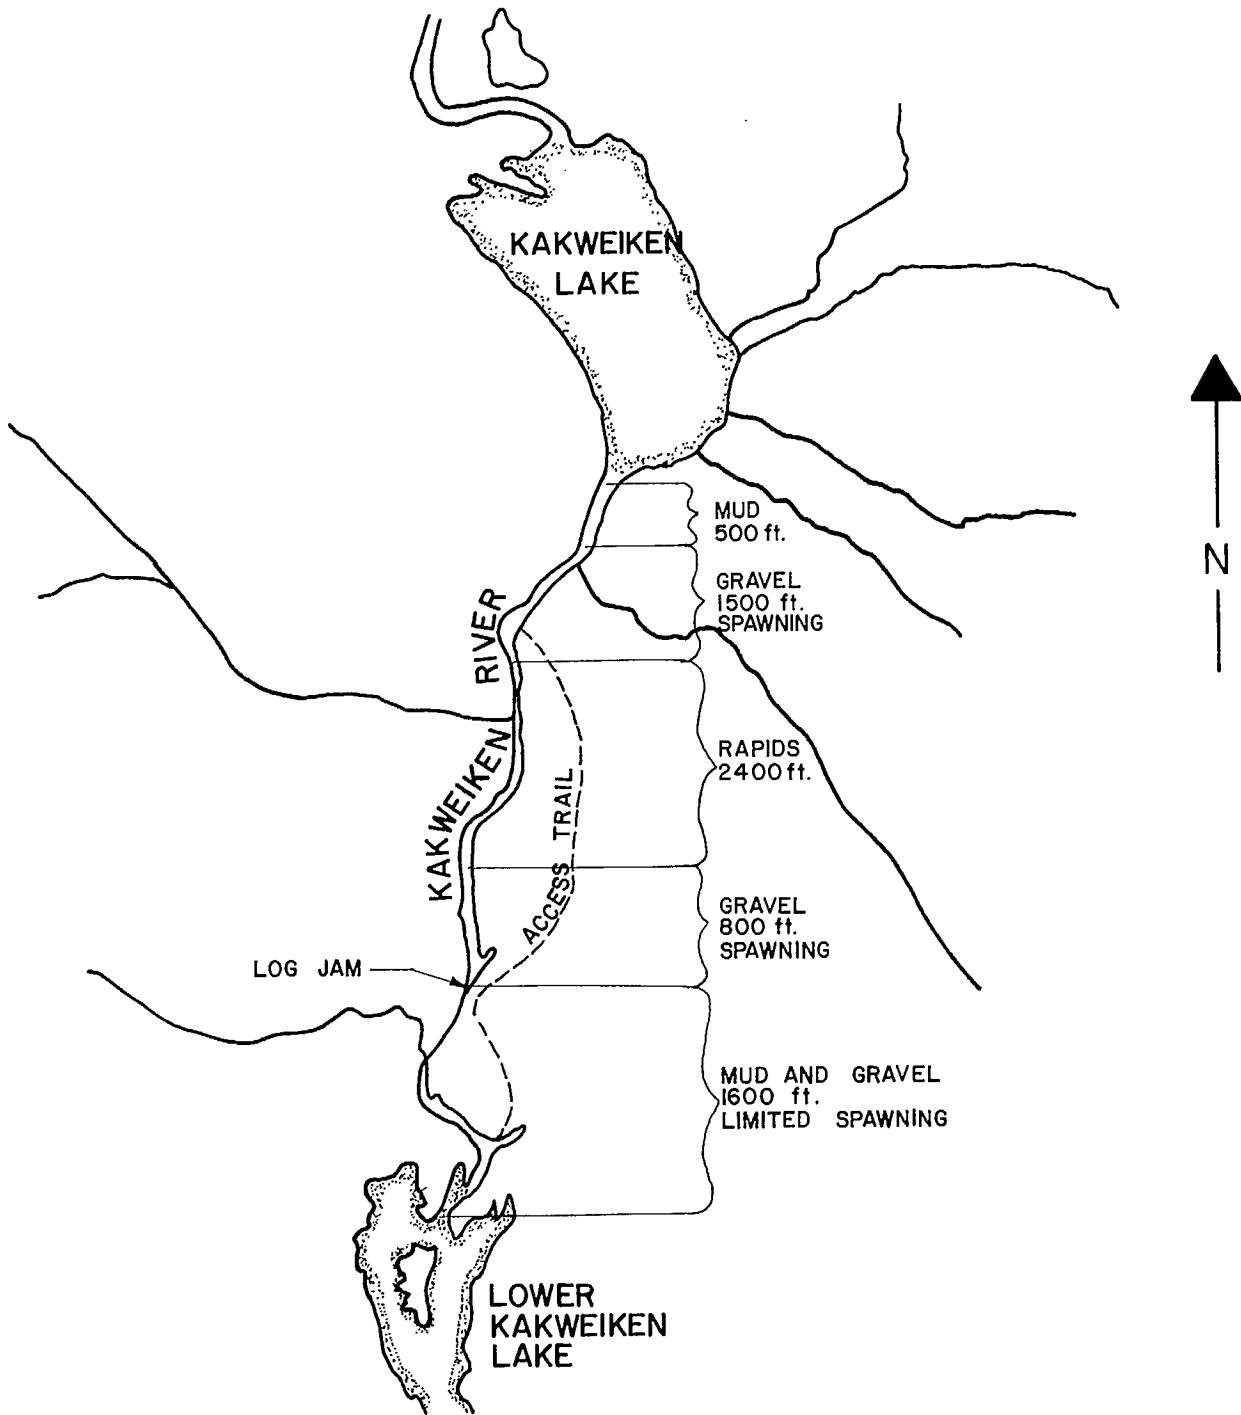 KAKWEIKEN
LAKE
MUD
500 ft.
N
GRAVEL
1500 ft.
SPAWNING
KAKWEIKEN RIVER
RAPIDS
2400 ft.
ACCESS TRAIL
GRAVEL
800 ft.
SPAWNING
LOG JAM
MUD AND GRAVEL
1600 ft.
LIMITED SPAWNING
LOWER
KAKWEIKEN
LAKE